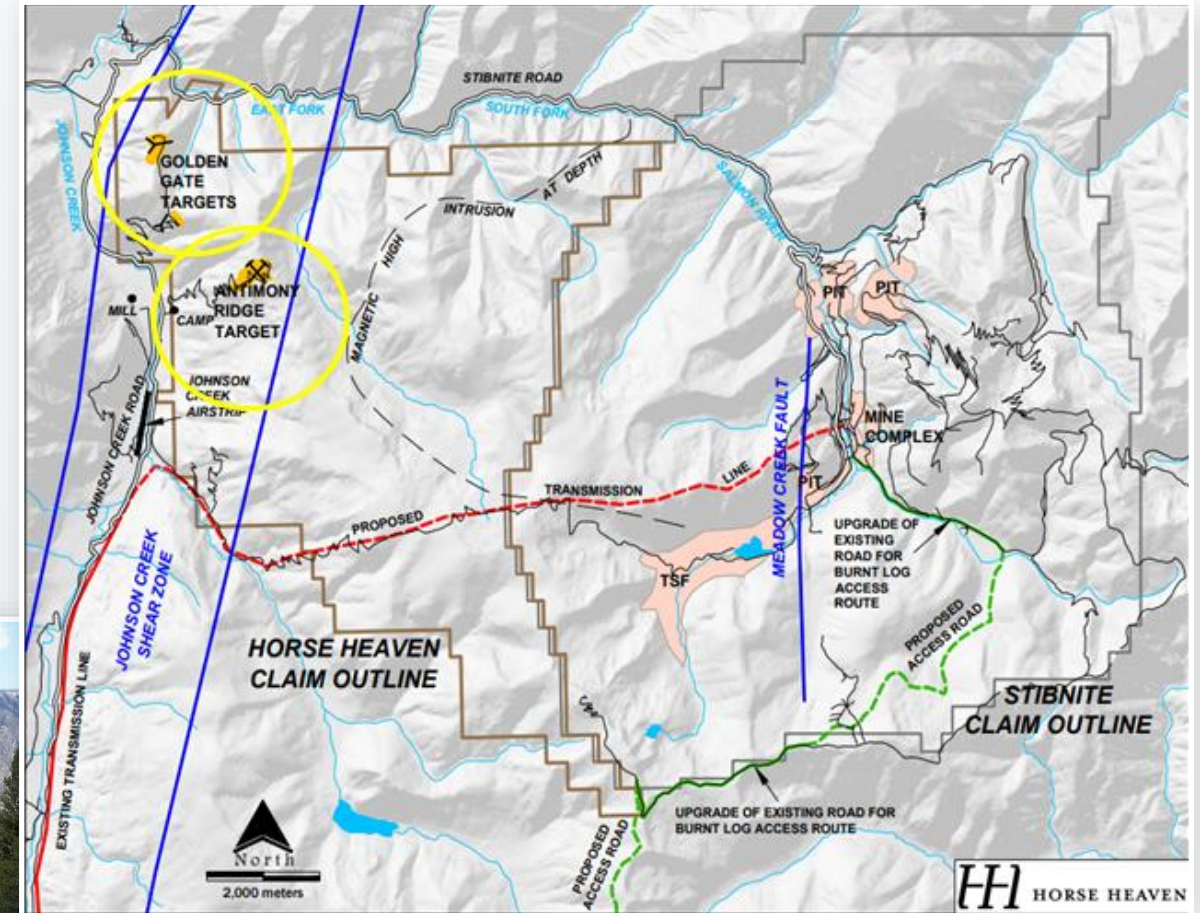 STIBNITE ROAD
EAST FORK
SOUTH FORK
JOHNSON CREEK
GOLDEN
GATE
TARGETS
AT DEPTH
INTRUSION
HIGH
MAGNETIC
SALMON RIVER
ANTIMONY
RIDGE
TARGET
MILL
CAMP
PIT
PIT
JOHNSON
CREEK
AIRSTRIP
JOHNSON CREEK ROAD
MEADOW CREEK FAULT
MINE
COMPLEX
PROPOSED
TRANSMISSION
LINE
PIT
UPGRADE OF
EXISTING
ROAD FOR
BURNT LOG
ACCESS
ROUTE
JOHNSON CREEK
SHEAR ZONE
TSF
PROPOSED
ACCESS ROAD
HORSE HEAVEN
CLAIM OUTLINE
STIBNITE
CLAIM OUTLINE
EXISTING TRANSMISSION LINE
UPGRADE OF EXISTING ROAD FOR
BURNT LOG ACCESS ROUTE
PROPOSED
ACCESS ROAD
North
2,000 meters
HH HORSE HEAVEN